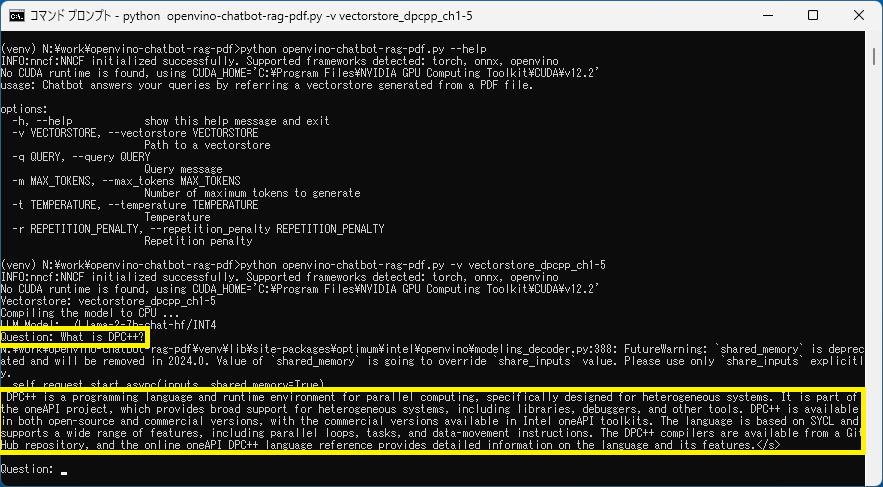 コマンド プロンプト - python  openvino-chatbot-rag-pdf.py -v vectorstore_dpcpp_ch1-5
(venv) N:¥work¥openvino-chatbot-rag-pdf>python openvino-chatbot-rag-pdf.py --help
INFO:nncf:NNCF initialized successfully. Supported frameworks detected: torch, onnx, openvino
No CUDA runtime is found, using CUDA_HOME='C:¥Program Files¥NVIDIA GPU Computing Toolkit¥CUDA¥v12.2'
usage: Chatbot answers your queries by referring a vectorstore generated from a PDF file.
options:
-h, --help            show this help message and exit
-v VECTORSTORE, --vectorstore VECTORSTORE
Path to a vectorstore
-q QUERY, --query QUERY
Query message
-m MAX_TOKENS, --max_tokens MAX_TOKENS
Number of maximum tokens to generate
-t TEMPERATURE, --temperature TEMPERATURE
Temperature
-r REPETITION_PENALTY, --repetition_penalty REPETITION_PENALTY
Repetition penalty
(venv) N:¥work¥openvino-chatbot-rag-pdf>python openvino-chatbot-rag-pdf.py -v vectorstore_dpcpp_ch1-5
INFO:nncf:NNCF initialized successfully. Supported frameworks detected: torch, onnx, openvino
No CUDA runtime is found, using CUDA_HOME='C:¥Program Files¥NVIDIA GPU Computing Toolkit¥CUDA¥v12.2'
Vectorstore: vectorstore_dpcpp_ch1-5
Compiling the model to CPU ...
LLM Model: ./Llama-2-7b-chat-hf/INT4
Question: What is DPC++?
N:¥work¥openvino-chatbot-rag-pdf¥venv¥lib¥site-packages¥optimum¥intel¥openvino¥modeling_decoder.py:388: FutureWarning: `shared_memory` is deprec
ated and will be removed in 2024.0. Value of `shared_memory` is going to override `share_inputs` value. Please use only `share_inputs` explicitl
y.
self.request.start_async(inputs, shared_memory=True)
DPC++ is a programming language and runtime environment for parallel computing, specifically designed for heterogeneous systems. It is part of
the oneAPI project, which provides broad support for heterogeneous systems, including libraries, debuggers, and other tools. DPC++ is available
in both open-source and commercial versions, with the commercial versions available in Intel oneAPI toolkits. The language is based on SYCL and
supports a wide range of features, including parallel loops, tasks, and data-movement instructions. The DPC++ compilers are available from a Git
Hub repository, and the online oneAPI DPC++ language reference provides detailed information on the language and its features.</s>
Question: